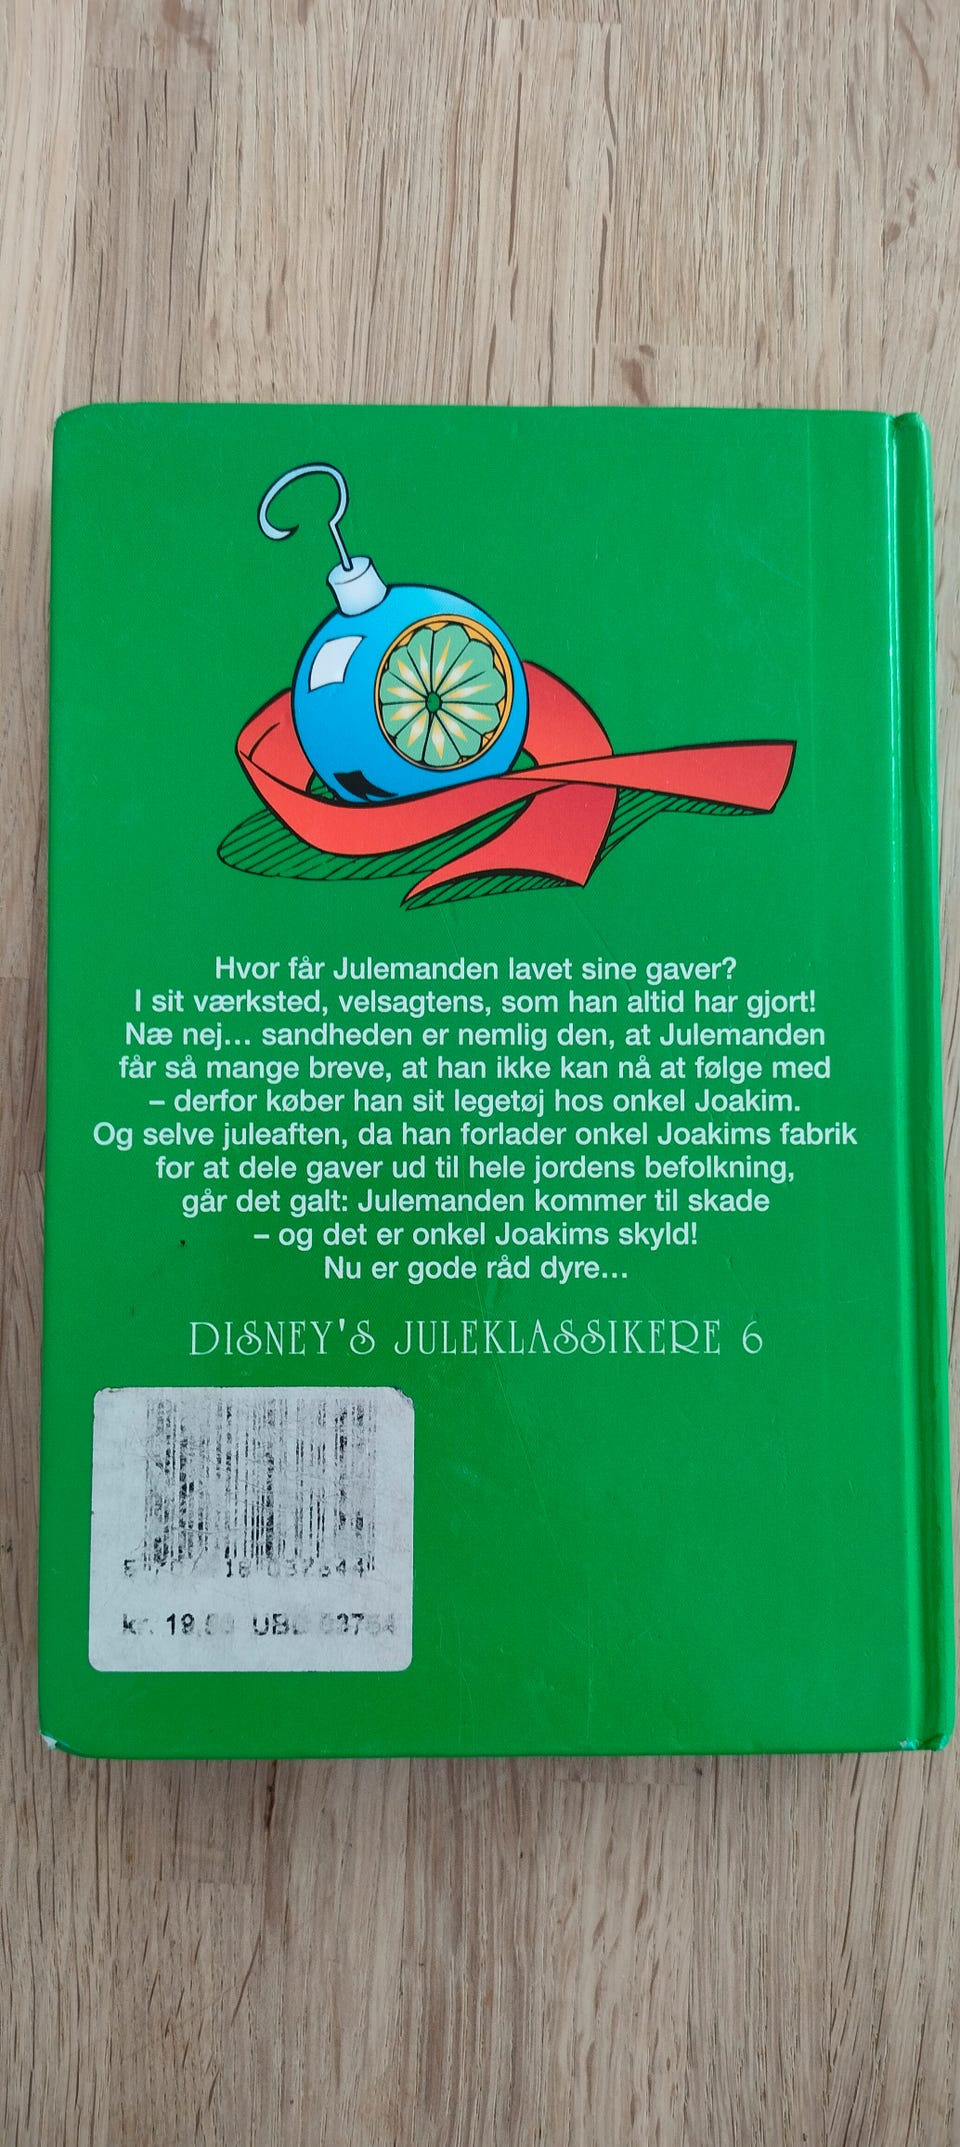 Hvor får Julemanden lavet sine gaver?
I sit værksted, velsagtens, som han altid har gjort!
Næ nej... sandheden er nemlig den, at Julemanden
får så mange breve, at han ikke kan nå at følge med
– derfor køber han sit legetøj hos onkel Joakim.
Og selve juleaften, da han forlader onkel Joakims fabrik
for at dele gaver ud til hele jordens befolkning,
går det galt: Julemanden kommer til skade
– og det er onkel Joakims skyld!
Nu er gode råd dyre...
DISNEY'S JULEKLASSIKERE 6
kr.